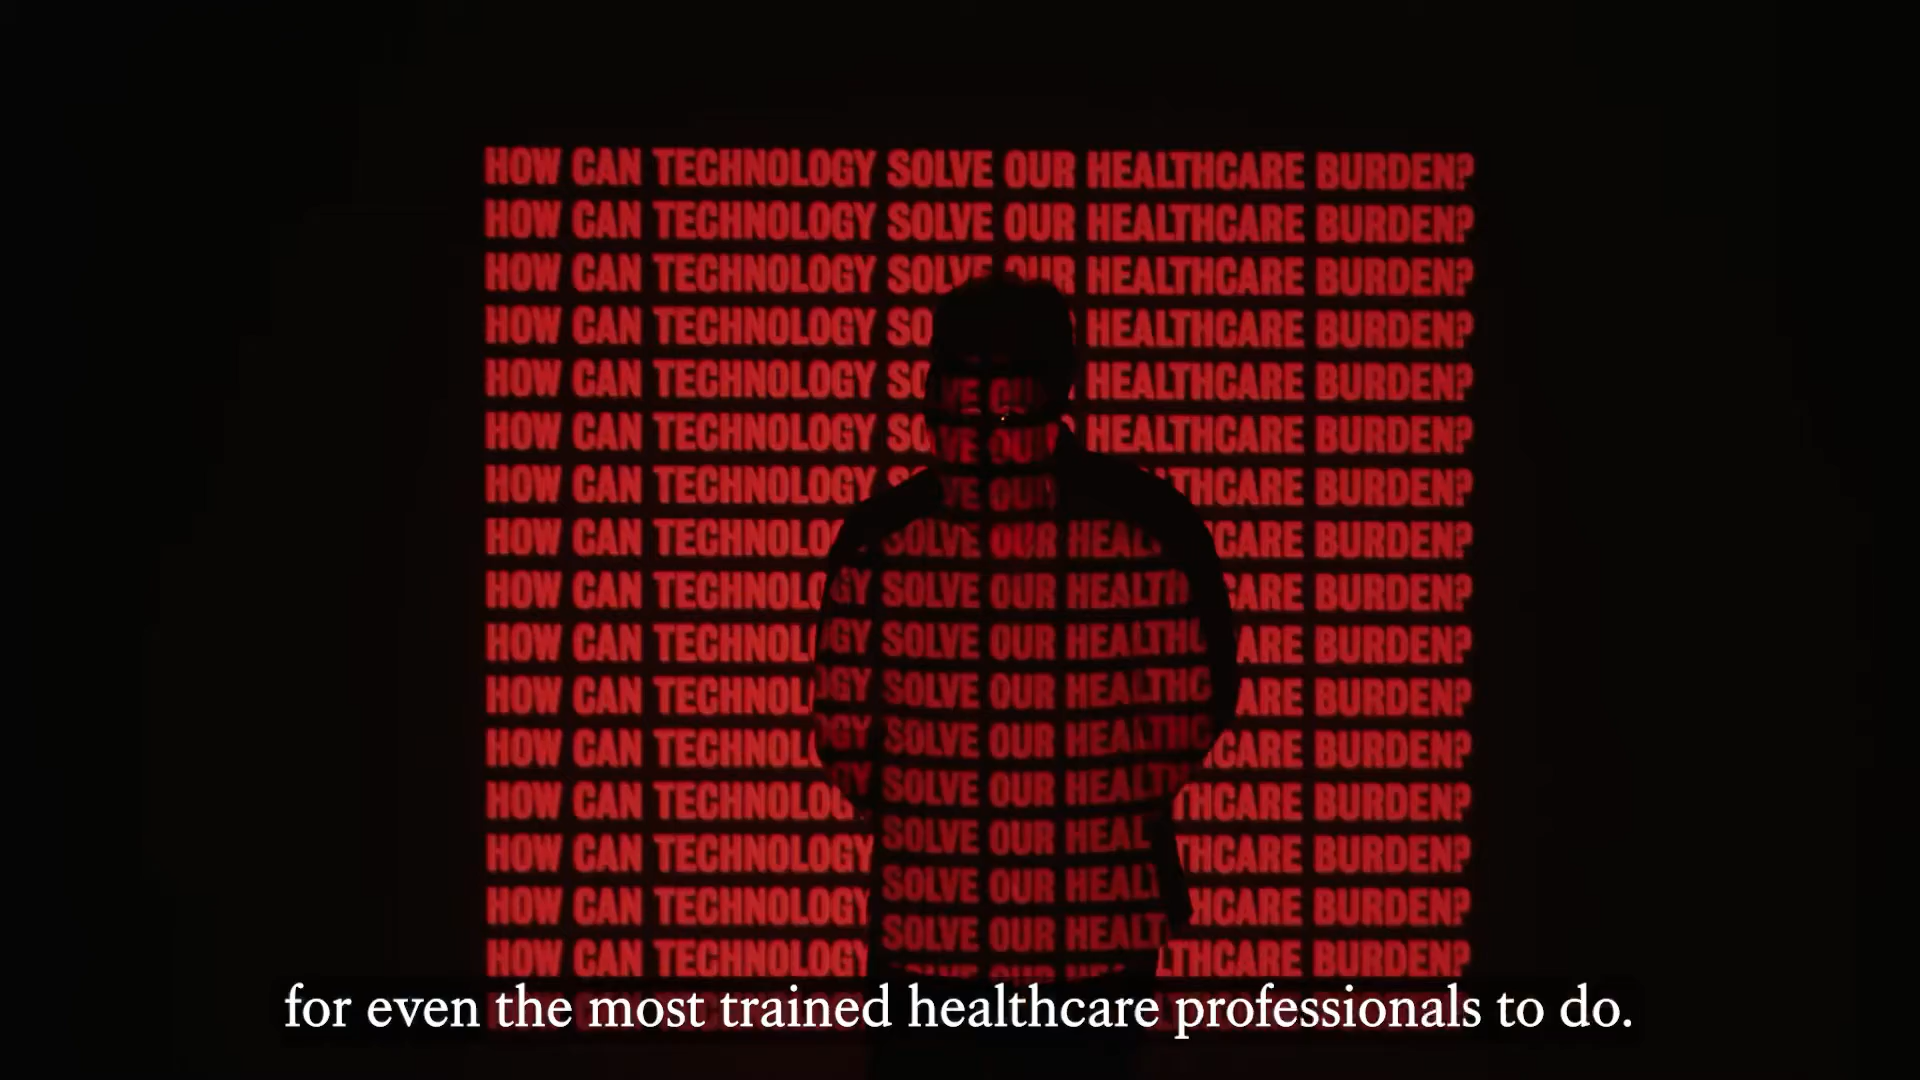 HOW CAN TECHNOLOGY SOLVE OUR HEALTHCARE BURDEN?
HOW CAN TECHNOLOGY SOLVE OUR HEALTHCARE BURDEN?
HOW CAN TECHNOLOGY SOLVE OUR HEALTHCARE BURDEN?
HOW CAN TECHNOLOGY HEALTHCARE BURDEN?
HOW CAN TECHNOLOGY HEALTHCARE BURDEN?
HOW CAN TECHNOLOGY OUR HEALTHCARE BURDEN?
HOW CAN TECHNOLOGY OUR BURDEN?
HOW CAN SOLVE OUR BURDEN?
HOW CAN SOLVE OUR BURDEN?
HOW CAN SOLVE OUR BURDEN?
HOW CAN SOLVE OUR BURDEN?
HOW CAN SOLVE OUR BURDEN?
HOW CAN SOLVE OUR BURDEN?
HOW CAN TECHNOLOGY SOLVE OUR BURDEN?
HOW CAN TECHNOLOGY SOLVE OUR BURDEN?
HOW CAN TECHNOLOGY SOLVE OUR BURDEN?
for even the most trained healthcare professionals to do.